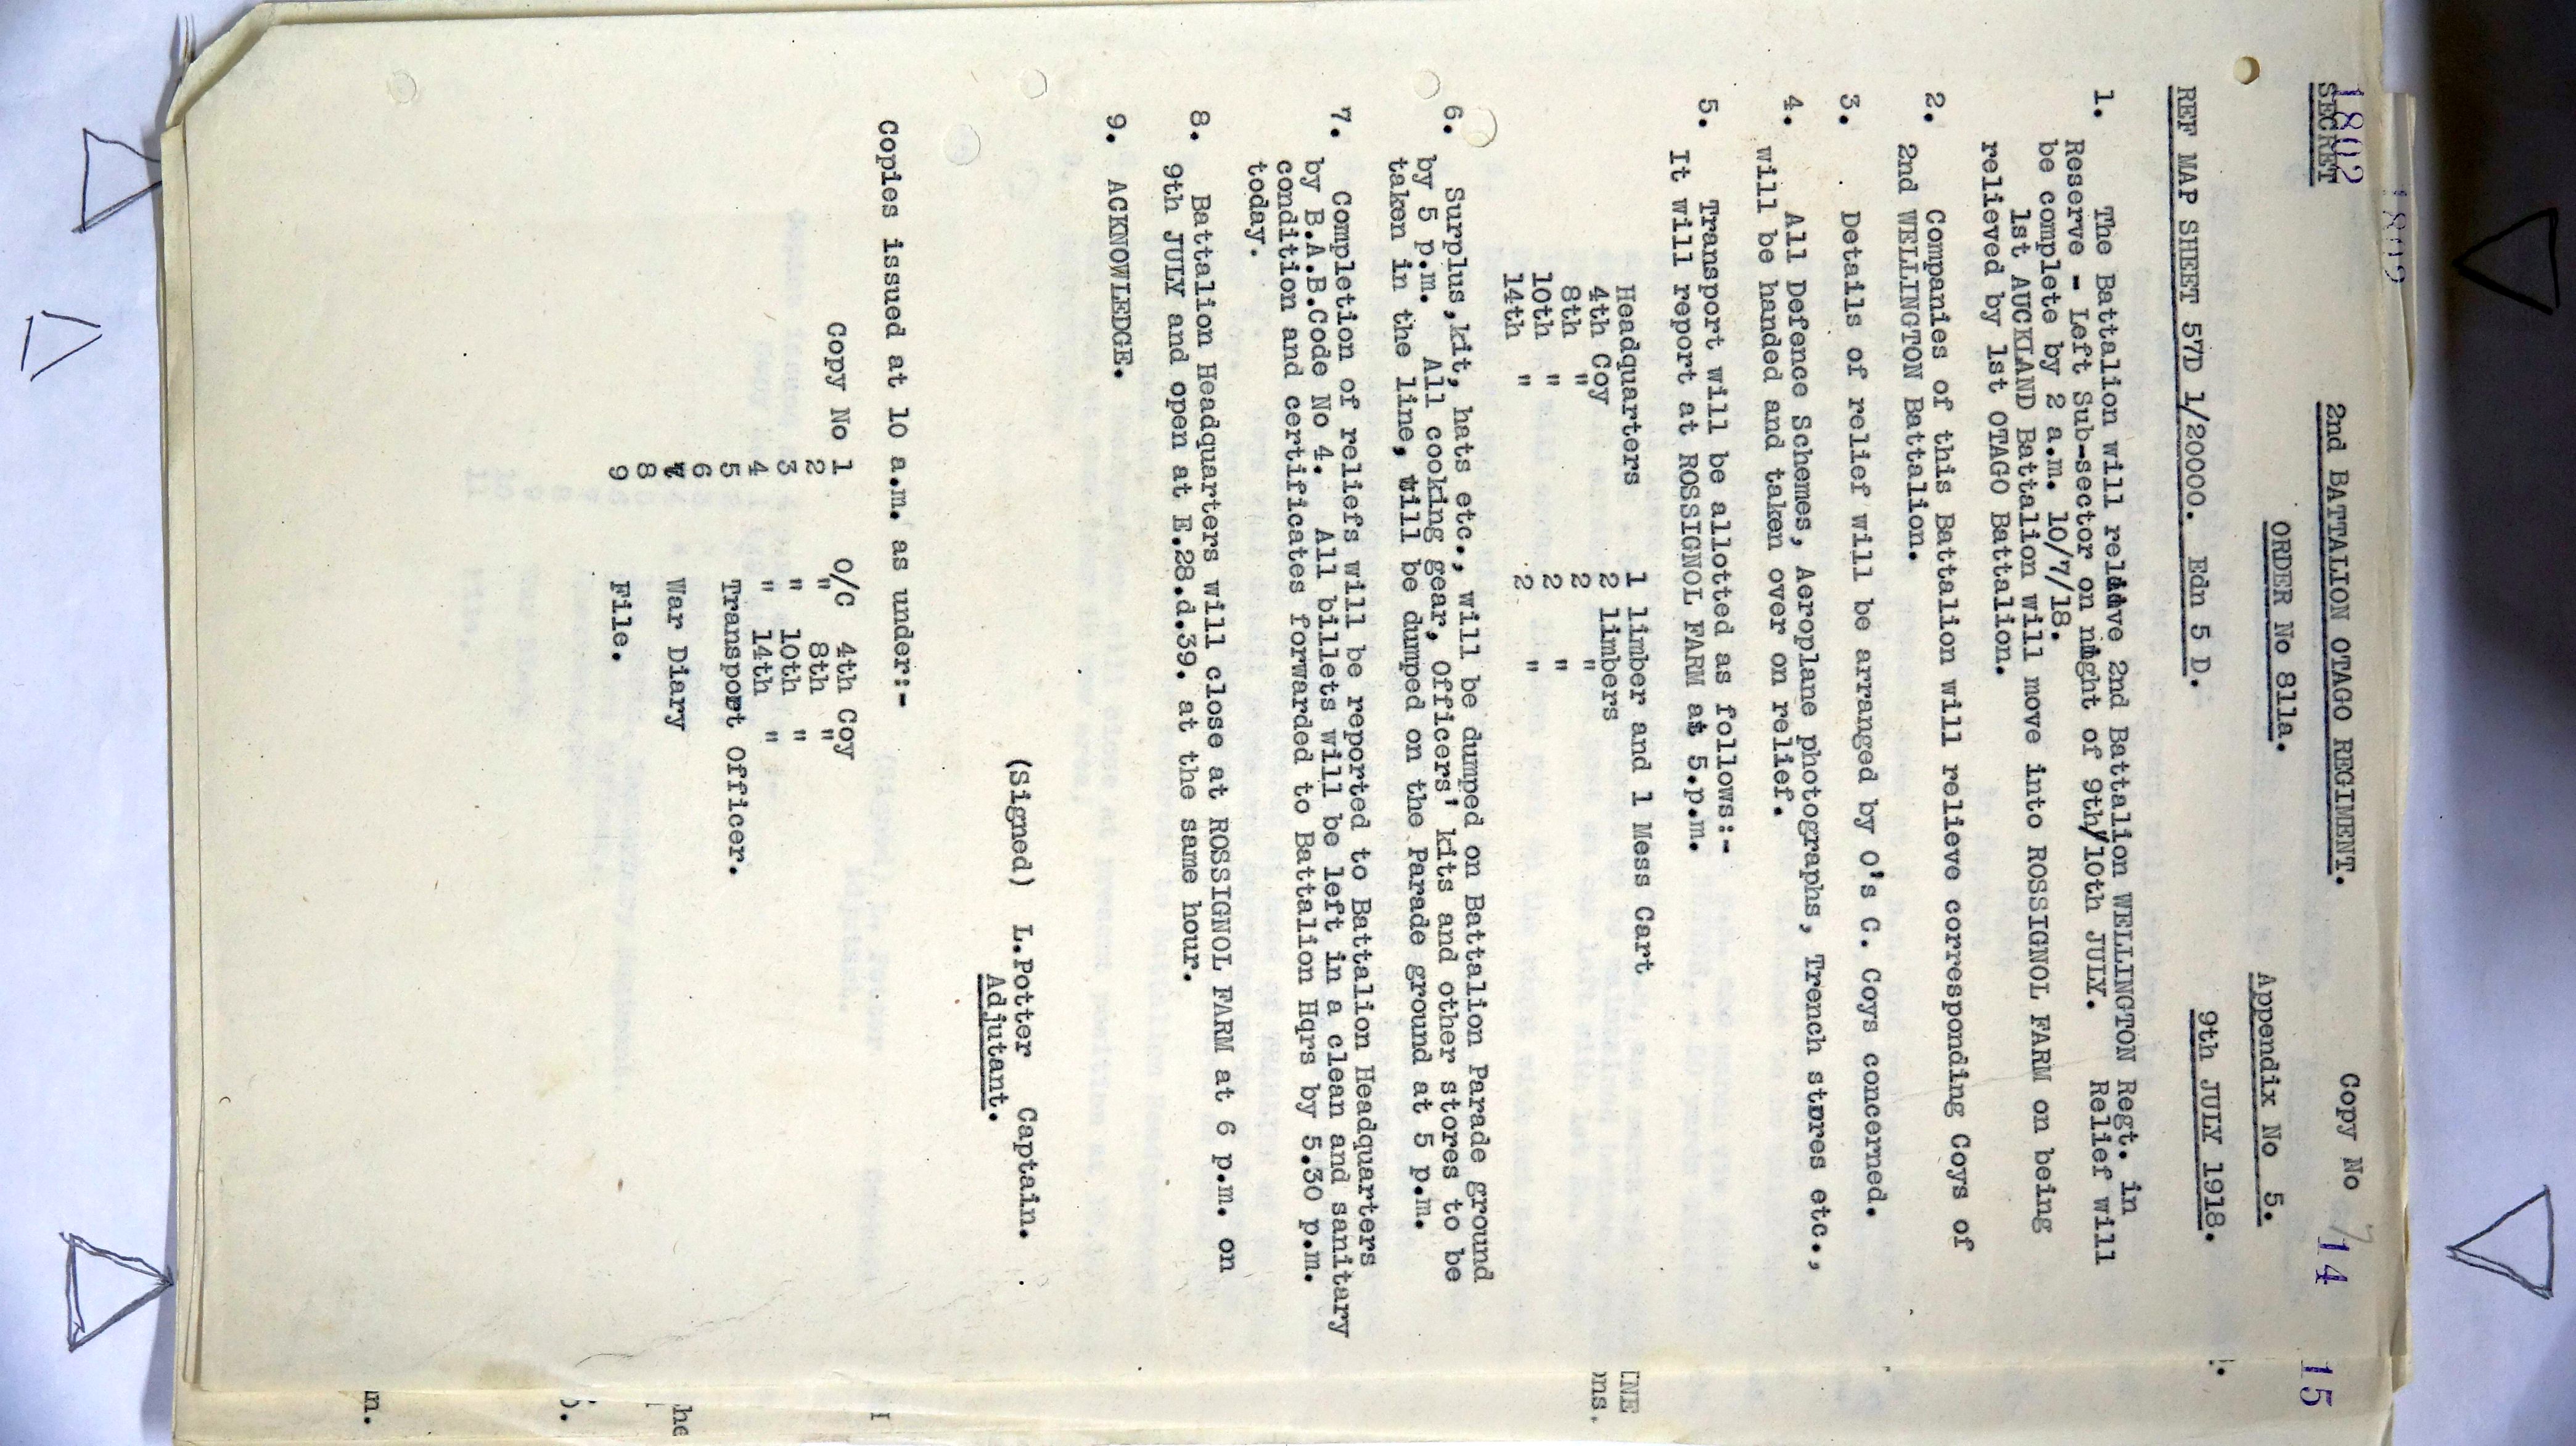 1802
SECRET
2nd BATTALION OTAGO REGIMENT.
Copy No 7
14 15
ORDER No 81la.
Appendix No 5.
REF MAP SHEET 57D 1/20000. Edn 5 D.
9th JULY 1918.
1. The Battalion will relieve 2nd Battalion WELLINGTON Regt. in
Reserve - Left Sub-sector on night of 9th/10th JULY. Relief will
be complete by 2 a.m. 10/7/18.
1st AUCKLAND Battalion will move into ROSSIGNOL FARM on being
relieved by 1st OTAGO Battalion.
2. Companies of this Battalion will relieve corresponding Coys of
2nd WELLINGTON Battalion.
3. Details of relief will be arranged by O's C. Coys concerned.
4. All Defence Schemes, Aeroplane photographs, Trench stores etc.,
will be handed and taken over on relief.
5. Transport will be allotted as follows:-
It will report at ROSSIGNOL FARM at 5.p.m.
Headquarters 1 limber and 1 Mess Cart
4th Coy 2 limbers
8th " 2 "
10th " 2 "
14th " 2 "
6. Surplus,kit, hats etc., will be dumped on Battalion Parade ground
by 5 p.m. All cooking gear, Officers' kits and other stores to be
taken in the line, will be dumped on the Parade ground at 5 p.m.
7. Completion of reliefs will be reported to Battalion Headquarters
by B.A.B.Code No 4. All billets will be left in a clean and sanitary
condition and certificates forwarded to Battalion Hqrs by 5.30 p.m.
today.
8. Battalion Headquarters will close at ROSSIGNOL FARM at 6 p.m. on
9th JULY and open at E.28.d.39. at the same hour.
9. ACKNOWLEDGE.
(Signed) L.Potter Captain.
Adjutant.
Copies issued at 10 a.m. as under:-
Copy No 1 O/C 4th Coy
2 " 8th "
3 " 10th "
4 " 14th "
5 Transport Officer.
6
7 War Diary
8
9 File.